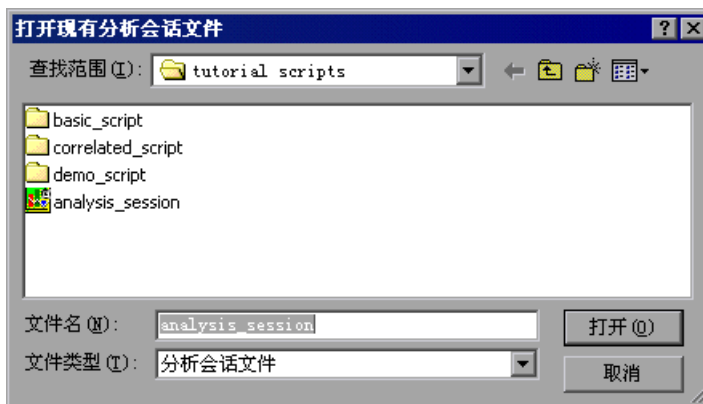 打开现有分析会话文件
查找范围(I): tutorial scripts
basic_script
correlated_script
demo_script
analysis_session
文件名(N): analysis_session 打开(O)
文件类型(T): 分析会话文件 取消